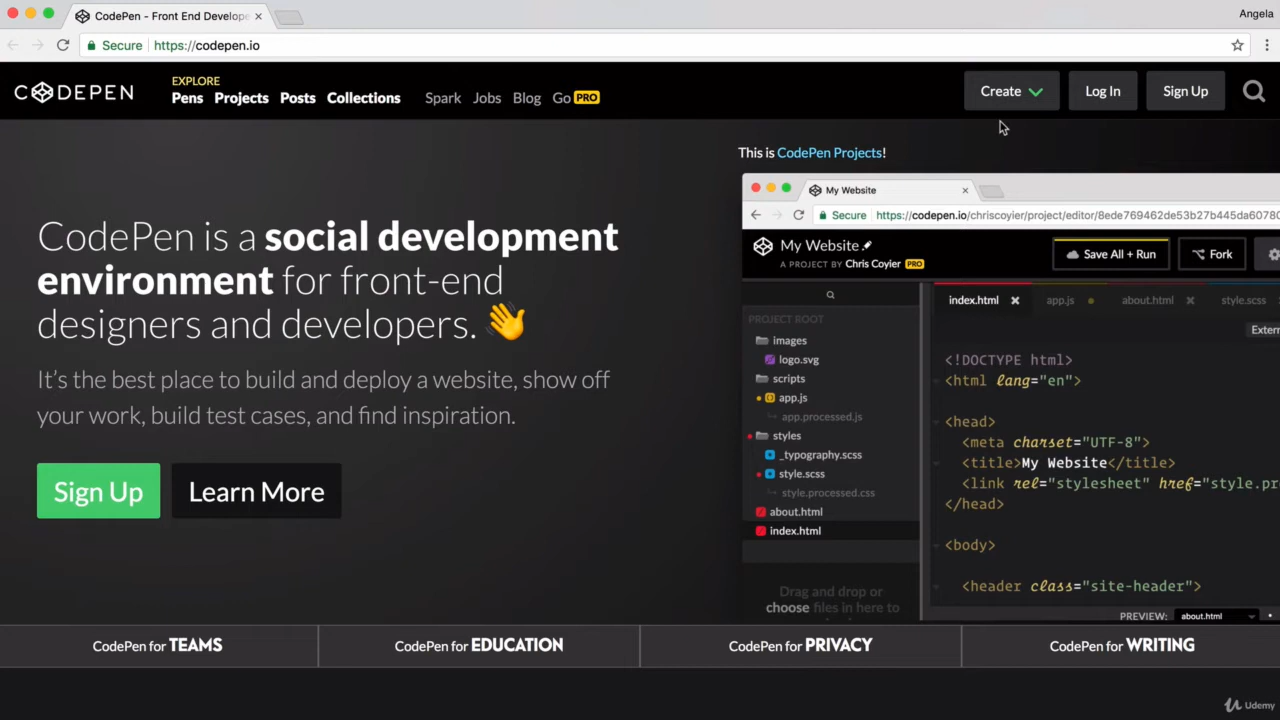 CodePen - Front End Develope
Angela
Secure https://codepen.io
CODEPEN
EXPLORE
Pens Projects Posts Collections Spark Jobs Blog Go PRO
Create Log In Sign Up
This is CodePen Projects!
CodePen is a social development
environment for front-end
designers and developers.
It's the best place to build and deploy a website, show off
your work, build test cases, and find inspiration.
Sign Up Learn More
My Website
Secure https://codepen.io/chriscoyier/project/editor/8ede769462de53b27b445da60780
My Website
A PROJECT BY Chris Coyier PRO
Save All + Run Fork
PROJECT ROOT
images
logo.svg
scripts
app.js
app.processed.js
styles
_typography.scss
style.scss
style.processed.css
about.html
index.html
Drag and drop or
choose files in here to
index.html app.js about.html style.scss
Extern
<!DOCTYPE html>
<html lang="en">
<head>
<meta charset="UTF-8">
<title>My Website</title>
<link rel="stylesheet" href="style.pr
</head>
<body>
<header class="site-header">
PREVIEW: about.html
CodePen for TEAMS
CodePen for EDUCATION
CodePen for PRIVACY
CodePen for WRITING
Udemy